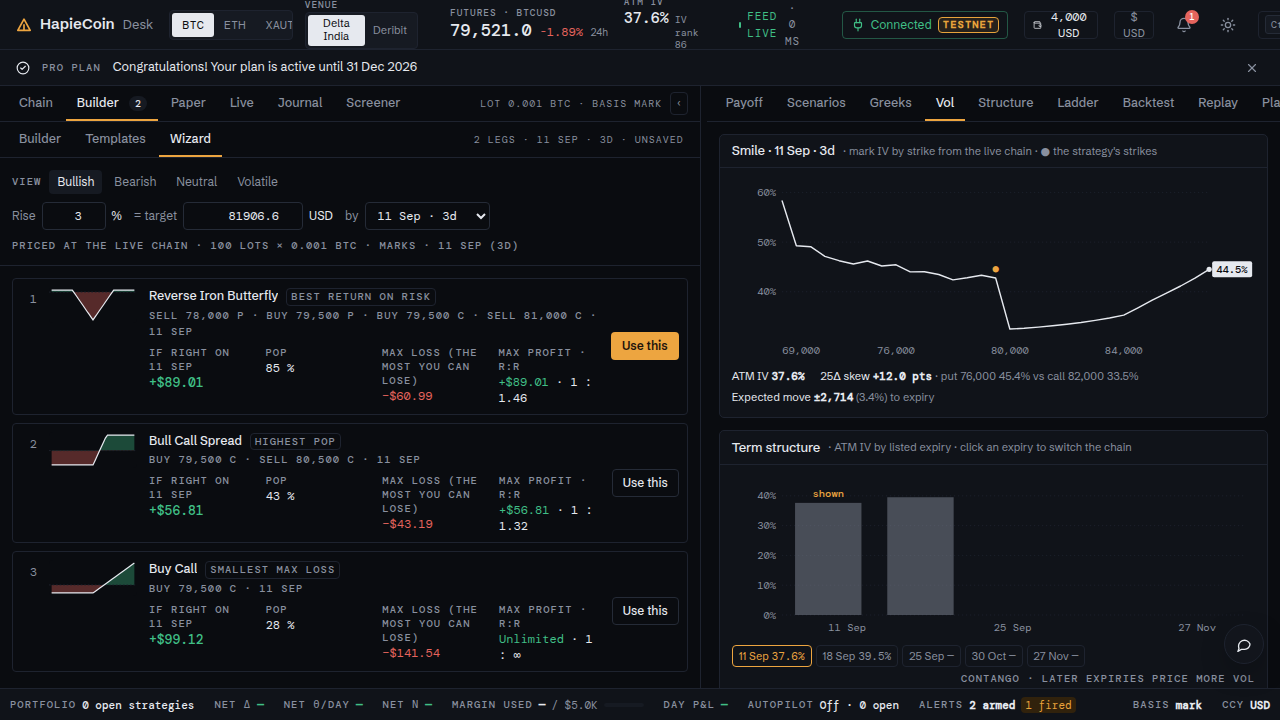 HapieCoin Desk
BTC ETH XAUT
VENUE
Delta India Deribit
FUTURES · BTCUSD
79,521.0 -1.89% 24h
ATM IV
37.6% IV rank 86
FEED LIVE · 0 MS
Connected TESTNET
4,000 USD
$ USD
1
PRO PLAN Congratulations! Your plan is active until 31 Dec 2026
Chain Builder 2 Paper Live Journal Screener
LOT 0.001 BTC · BASIS MARK ‹
Builder Templates Wizard
2 LEGS · 11 SEP · 3D · UNSAVED
VIEW Bullish Bearish Neutral Volatile
Rise 3 % = target 81906.6 USD by 11 Sep · 3d
PRICED AT THE LIVE CHAIN · 100 LOTS × 0.001 BTC · MARKS · 11 SEP (3D)
1
Reverse Iron Butterfly BEST RETURN ON RISK
SELL 78,000 P · BUY 79,500 P · BUY 79,500 C · SELL 81,000 C ·
11 SEP
IF RIGHT ON 11 SEP
+$89.01
POP
85 %
MAX LOSS (THE MOST YOU CAN LOSE)
−$60.99
MAX PROFIT · R:R
+$89.01 · 1 : 1.46
Use this
2
Bull Call Spread HIGHEST POP
BUY 79,500 C · SELL 80,500 C · 11 SEP
IF RIGHT ON 11 SEP
+$56.81
POP
43 %
MAX LOSS (THE MOST YOU CAN LOSE)
−$43.19
MAX PROFIT · R:R
+$56.81 · 1 : 1.32
Use this
3
Buy Call SMALLEST MAX LOSS
BUY 79,500 C · 11 SEP
IF RIGHT ON 11 SEP
+$99.12
POP
28 %
MAX LOSS (THE MOST YOU CAN LOSE)
−$141.54
MAX PROFIT · R:R
Unlimited · 1 : ∞
Use this
Payoff Scenarios Greeks Vol Structure Ladder Backtest Replay Pla
Smile · 11 Sep · 3d · mark IV by strike from the live chain · ● the strategy's strikes
60%
50%
40%
44.5%
69,000 76,000 80,000 84,000
ATM IV 37.6% 25Δ skew +12.0 pts · put 76,000 45.4% vs call 82,000 33.5%
Expected move ±2,714 (3.4%) to expiry
Term structure · ATM IV by listed expiry · click an expiry to switch the chain
40%
30%
20%
10%
0%
shown
11 Sep 25 Sep 27 Nov
11 Sep 37.6% 18 Sep 39.5% 25 Sep — 30 Oct — 27 Nov —
CONTANGO · LATER EXPIRIES PRICE MORE VOL
PORTFOLIO 0 open strategies NET Δ — NET Θ/DAY — NET N — MARGIN USED — / $5.0K DAY P&L — AUTOPILOT Off · 0 open ALERTS 2 armed 1 fired BASIS mark CCY USD